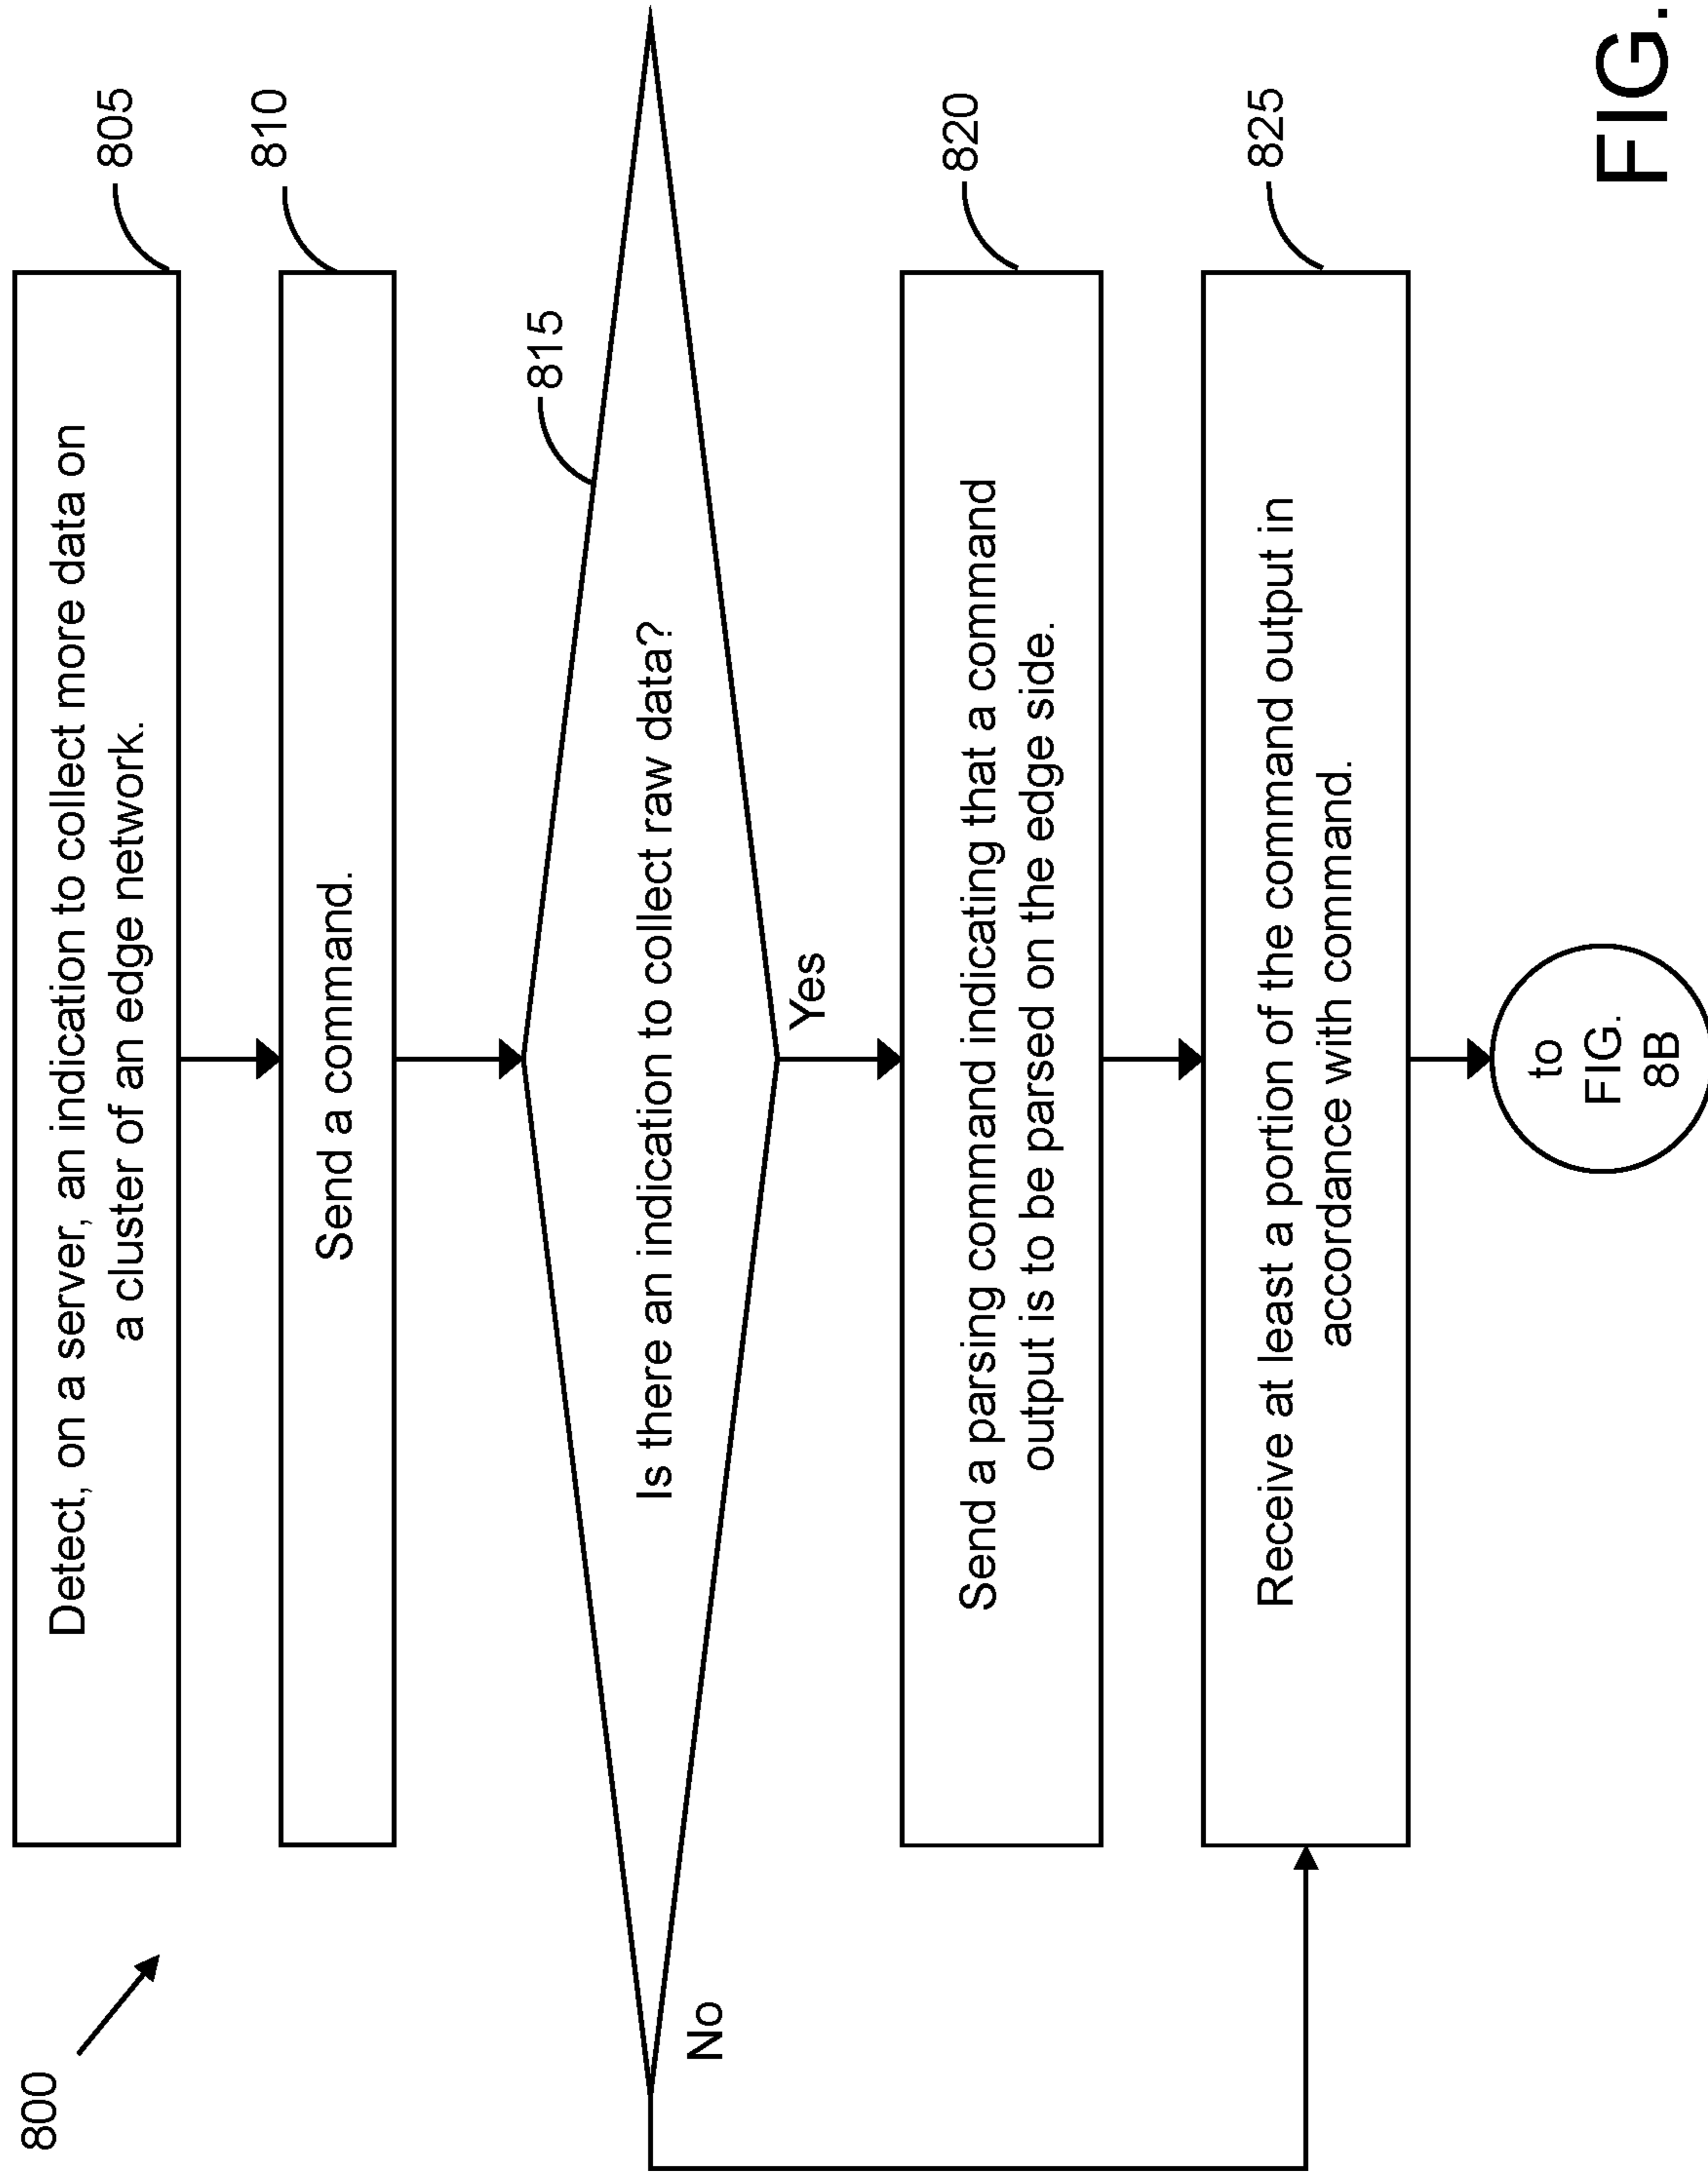 800
805
Detect, on a server, an indication to collect more data on
a cluster of an edge network.
810
Send a command.
815
Is there an indication to collect raw data?
No
Yes
820
Send a parsing command indicating that a command
output is to be parsed on the edge side.
825
Receive at least a portion of the command output in
accordance with command.
to
FIG.
8B
FIG.